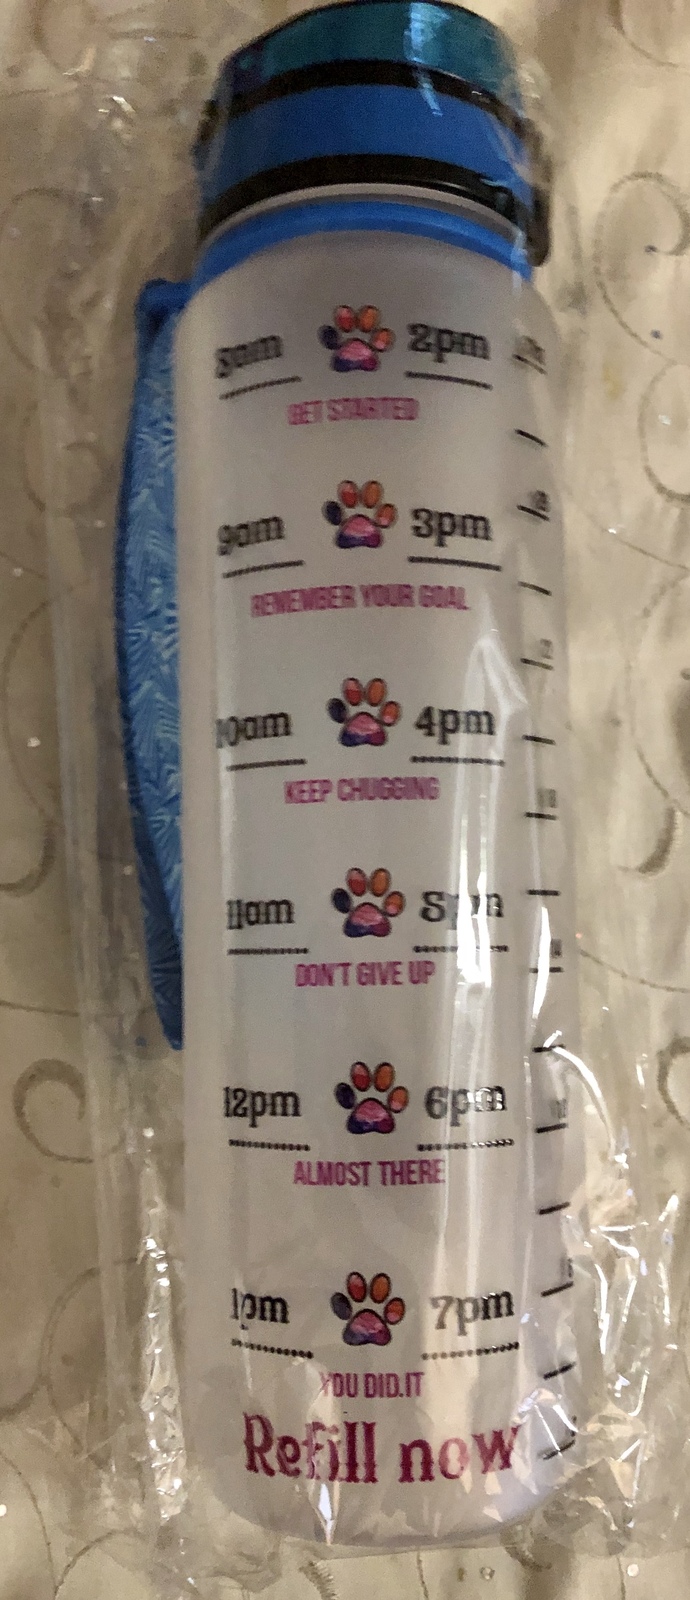 8am 2pm
GET STARTED
9am 3pm
REMEMBER YOUR GOAL
10am 4pm
KEEP CHUGGING
11am 5pm
DON'T GIVE UP
12pm 6pm
ALMOST THERE
1pm 7pm
YOU DID.IT
Refill now